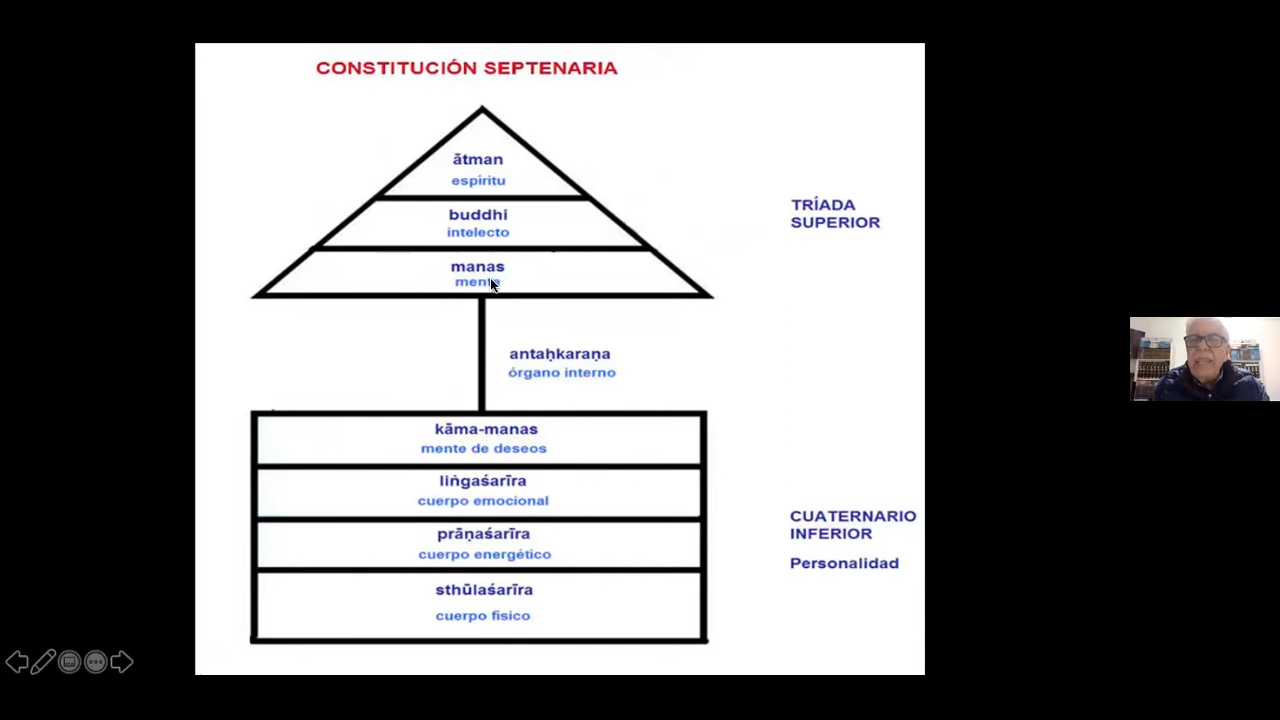 CONSTITUCIÓN SEPTENARIA
ātman
espíritu
buddhi
intelecto
manas
mente
TRÍADA
SUPERIOR
antaḥkaraṇa
órgano interno
kāma-manas
mente de deseos
liṅgaśarīra
cuerpo emocional
prāṇaśarīra
cuerpo energético
sthūlaśarīra
cuerpo fisico
CUATERNARIO
INFERIOR
Personalidad